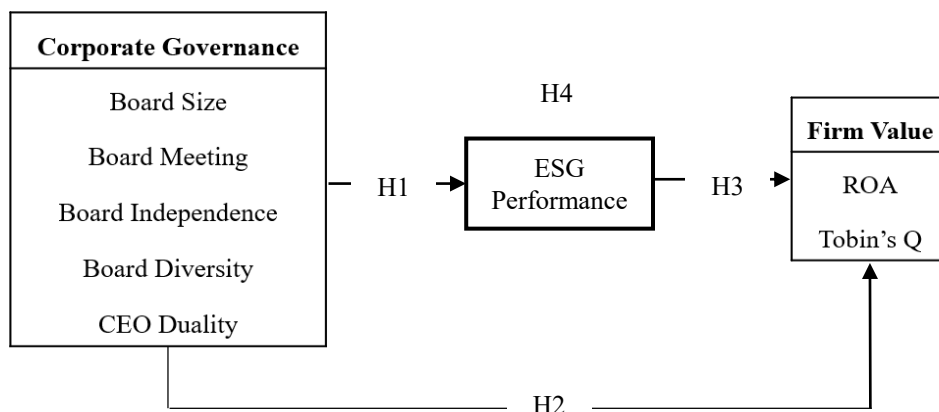 Corporate Governance
Board Size
Board Meeting
Board Independence
Board Diversity
CEO Duality
H1
H4
ESG
Performance
H3
Firm Value
ROA
Tobin’s Q
H2